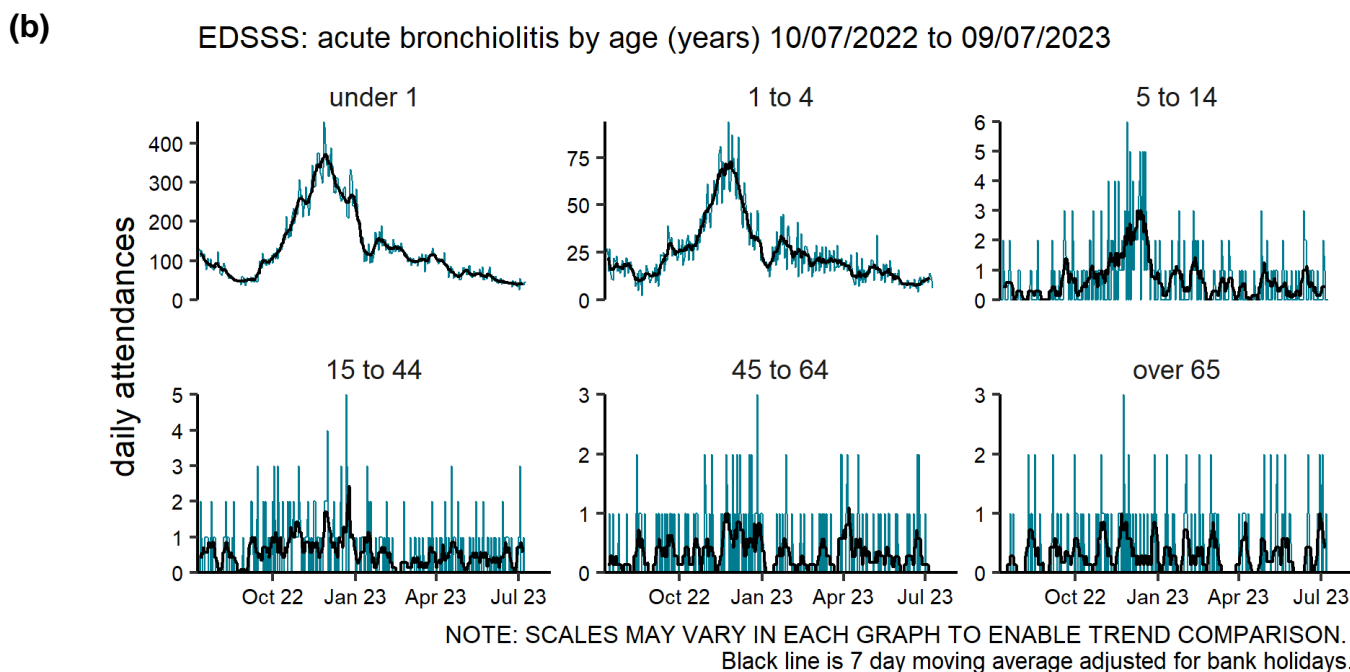 (b)
EDSSS: acute bronchiolitis by age (years) 10/07/2022 to 09/07/2023
daily attendances
under 1
400
300
200
100
0
1 to 4
75
50
25
0
5 to 14
6
5
4
3
2
1
0
15 to 44
5
4
3
2
1
0
Oct 22 Jan 23 Apr 23 Jul 23
45 to 64
3
2
1
0
Oct 22 Jan 23 Apr 23 Jul 23
over 65
3
2
1
0
Oct 22 Jan 23 Apr 23 Jul 23
NOTE: SCALES MAY VARY IN EACH GRAPH TO ENABLE TREND COMPARISON.
Black line is 7 day moving average adjusted for bank holidays.